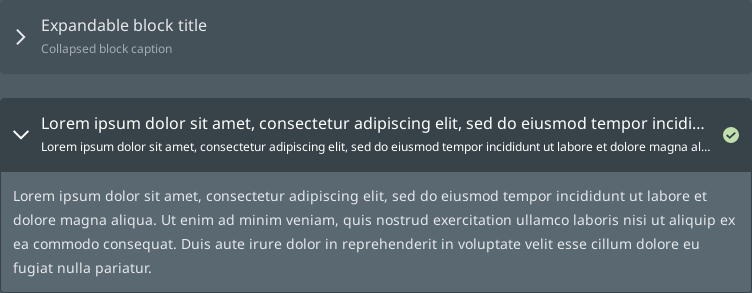 Expandable block title
Collapsed block caption
Lorem ipsum dolor sit amet, consectetur adipiscing elit, sed do eiusmod tempor incidi...
Lorem ipsum dolor sit amet, consectetur adipiscing elit, sed do eiusmod tempor incididunt ut labore et dolore magna al...
Lorem ipsum dolor sit amet, consectetur adipiscing elit, sed do eiusmod tempor incididunt ut labore et
dolore magna aliqua. Ut enim ad minim veniam, quis nostrud exercitation ullamco laboris nisi ut aliquip ex
ea commodo consequat. Duis aute irure dolor in reprehenderit in voluptate velit esse cillum dolore eu
fugiat nulla pariatur.